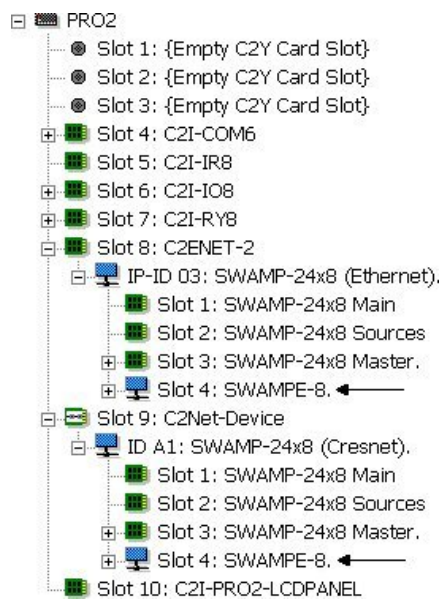 PRO2
Slot 1: {Empty C2Y Card Slot}
Slot 2: {Empty C2Y Card Slot}
Slot 3: {Empty C2Y Card Slot}
Slot 4: C2I-COM6
Slot 5: C2I-IR8
Slot 6: C2I-IO8
Slot 7: C2I-RY8
Slot 8: C2ENET-2
IP-ID 03: SWAMP-24x8 (Ethernet).
Slot 1: SWAMP-24x8 Main
Slot 2: SWAMP-24x8 Sources
Slot 3: SWAMP-24x8 Master.
Slot 4: SWAMPE-8.
Slot 9: C2Net-Device
ID A1: SWAMP-24x8 (Cresnet).
Slot 1: SWAMP-24x8 Main
Slot 2: SWAMP-24x8 Sources
Slot 3: SWAMP-24x8 Master.
Slot 4: SWAMPE-8.
Slot 10: C2I-PRO2-LCDPANEL